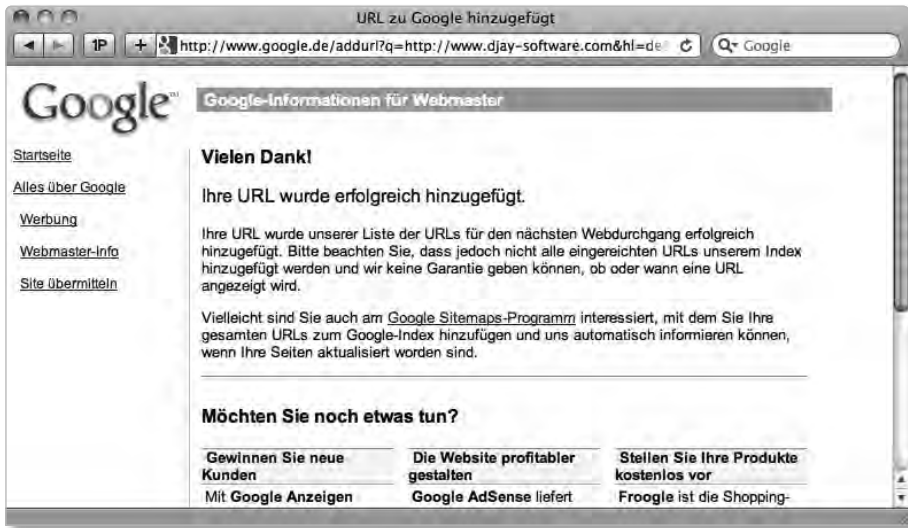 URL zu Google hinzugefügt
1P + http://www.google.de/addurl?q=http://www.djay-software.com&hl=de Google
Google™ Google-Informationen für Webmaster
Startseite
Alles über Google
Werbung
Webmaster-Info
Site übermitteln
Vielen Dank!
Ihre URL wurde erfolgreich hinzugefügt.
Ihre URL wurde unserer Liste der URLs für den nächsten Webdurchgang erfolgreich
hinzugefügt. Bitte beachten Sie, dass jedoch nicht alle eingereichten URLs unserem Index
hinzugefügt werden und wir keine Garantie geben können, ob oder wann eine URL
angezeigt wird.
Vielleicht sind Sie auch am Google Sitemaps-Programm interessiert, mit dem Sie Ihre
gesamten URLs zum Google-Index hinzufügen und uns automatisch informieren können,
wenn Ihre Seiten aktualisiert worden sind.
Möchten Sie noch etwas tun?
Gewinnen Sie neue
Kunden
Mit Google Anzeigen
Die Website profitabler
gestalten
Google AdSense liefert
Stellen Sie Ihre Produkte
kostenlos vor
Froogle ist die Shopping-